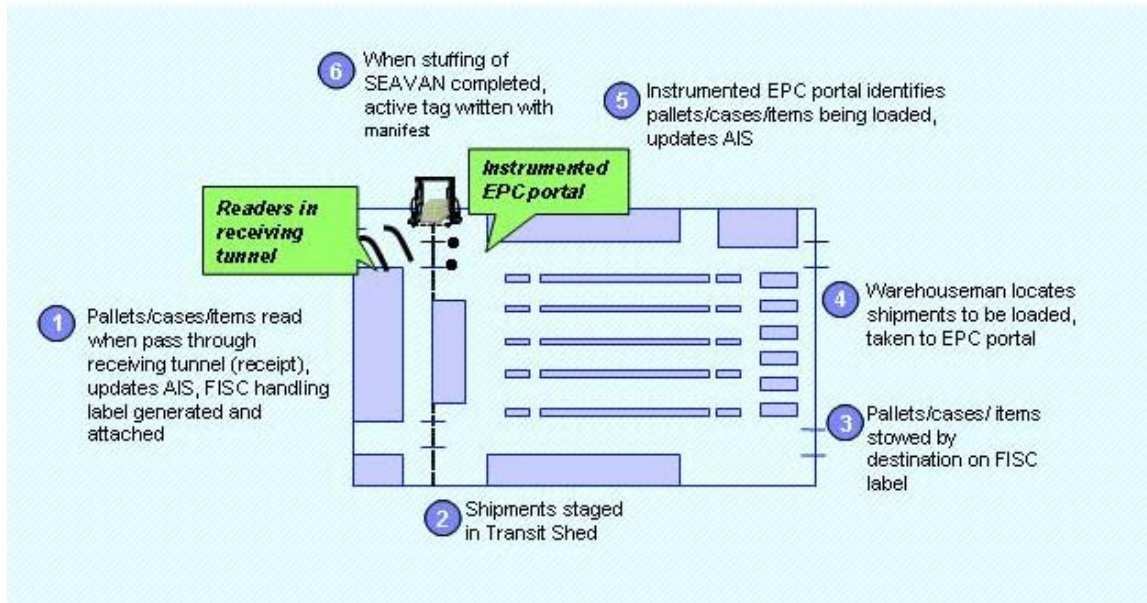 6
When stuffing of
SEAVAN completed,
active tag written with
manifest
5
Instrumented EPC portal identifies
pallets/cases/items being loaded,
updates AIS
Readers in
receiving
tunnel
Instrumented
EPC portal
1
Pallets/cases/items read
when pass through
receiving tunnel (receipt),
updates AIS, FISC handling
label generated and
attached
4
Warehouseman locates
shipments to be loaded,
taken to EPC portal
3
Pallets/cases/ items
stowed by
destination on FISC
label
2
Shipments staged
in Transit Shed